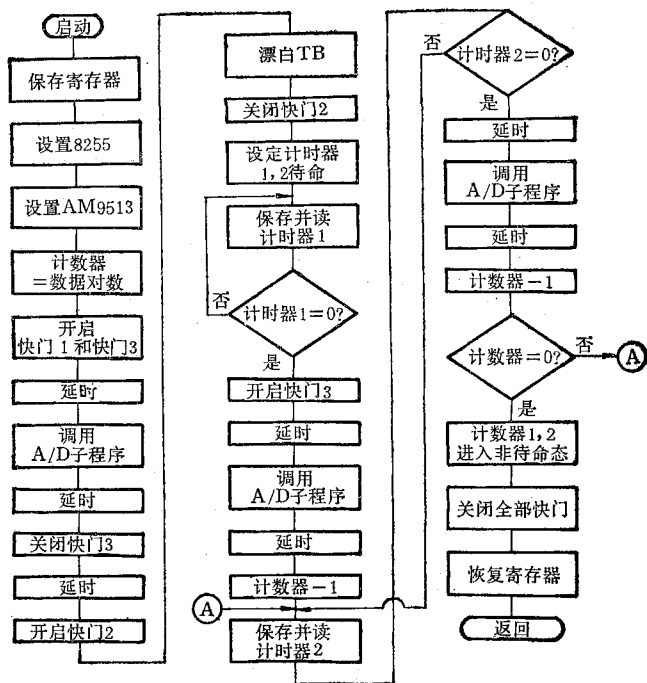 启动
保存寄存器
设置8255
设置AM9513
计数器
=数据对数
开启
快门1和快门3
延时
调用
A/D子程序
延时
关闭快门3
延时
开启快门2
漂白TB
关闭快门2
设定计时器
1,2待命
保存并读
计时器1
否
计时器1=0?
是
开启快门3
延时
调用
A/D子程序
延时
计数器-1
A
保存并读
计时器2
否
计时器2=0?
是
延时
调用
A/D子程序
延时
计数器-1
计数器=0?
否
A
是
计数器1,2
进入非待命态
关闭全部快门
恢复寄存器
返回